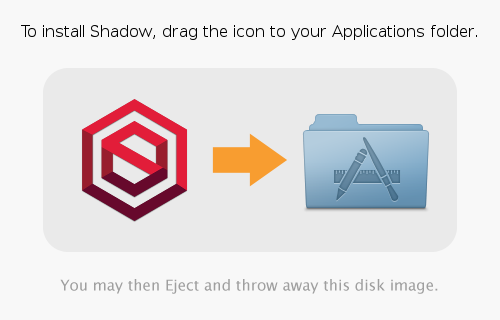 To install Shadow, drag the icon to your Applications folder.
You may then Eject and throw away this disk image.